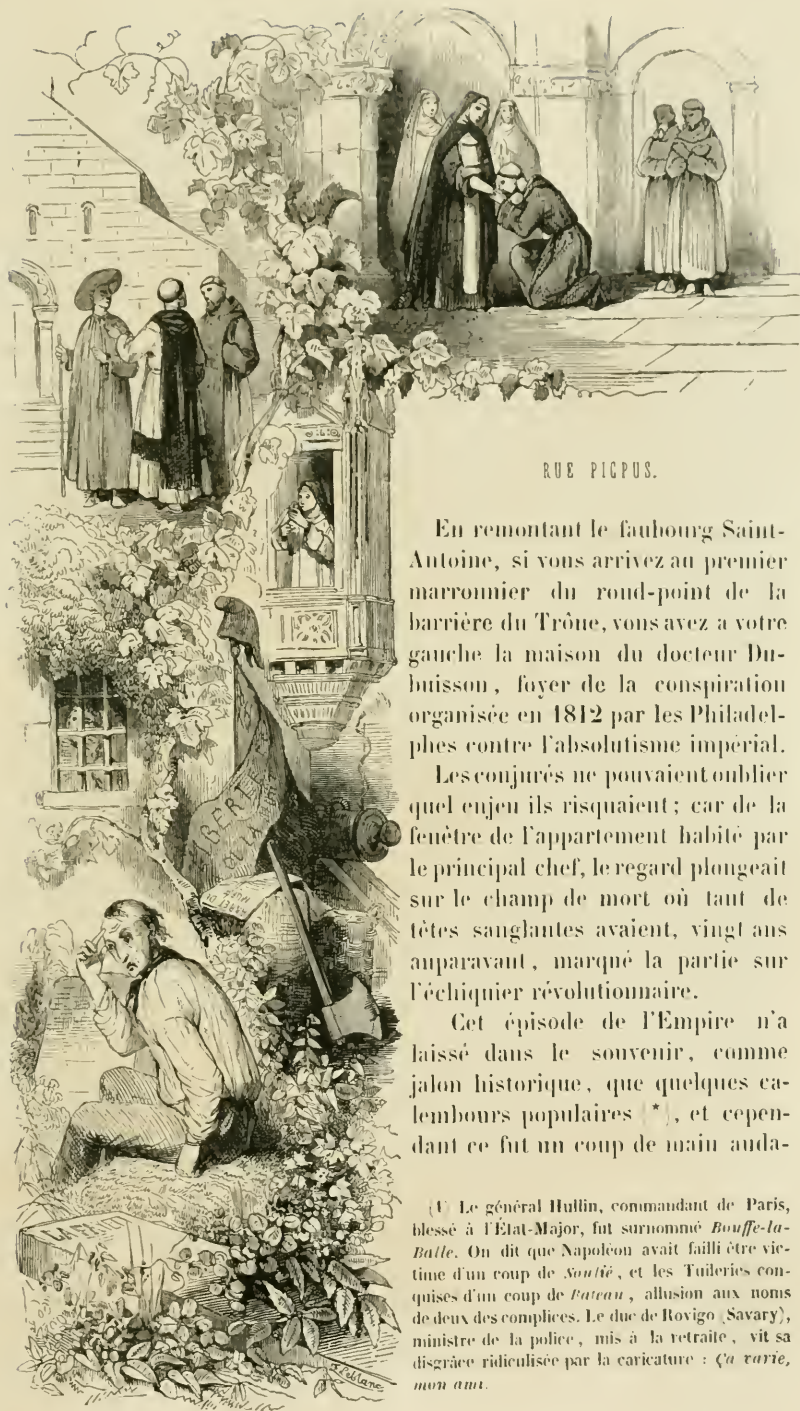 RUE PICPUS.
En remontant le faubourg Saint-
Antoine, si vous arrivez au premier
marronnier du rond-point de la
barrière du Trône, vous avez a votre
gauche la maison du docteur Du-
buisson, foyer de la conspiration
organisée en 1812 par les Philadel-
phes contre l'absolutisme impérial.
Les conjurés ne pouvaient oublier
quel enjeu ils risquaient ; car de la
fenêtre de l'appartement habité par
le principal chef, le regard plongeait
sur le champ de mort où tant de
têtes sanglantes avaient, vingt ans
auparavant, marqué la partie sur
l'échiquier révolutionnaire.
Cet épisode de l'Empire n'a
laissé dans le souvenir, comme
jalon historique, que quelques ca-
lembours populaires *, et cepen-
dant ce fut un coup de main auda-
Le général Hullin, commandant de Paris,
blessé à l'État-Major, fut surnommé Bouffe-la-
Balle. On dit que Napoléon avait failli être vic-
time d'un coup de Soulié, et les Tuileries con-
quises d'un coup de allusion aux noms
de deux des complices. Le duc de Rovigo (Savary),
ministre de la police, mis à la retraite, vit sa
disgrâce ridiculisée par la caricature : Ça varie,
mon ami.
LIBERTÉ